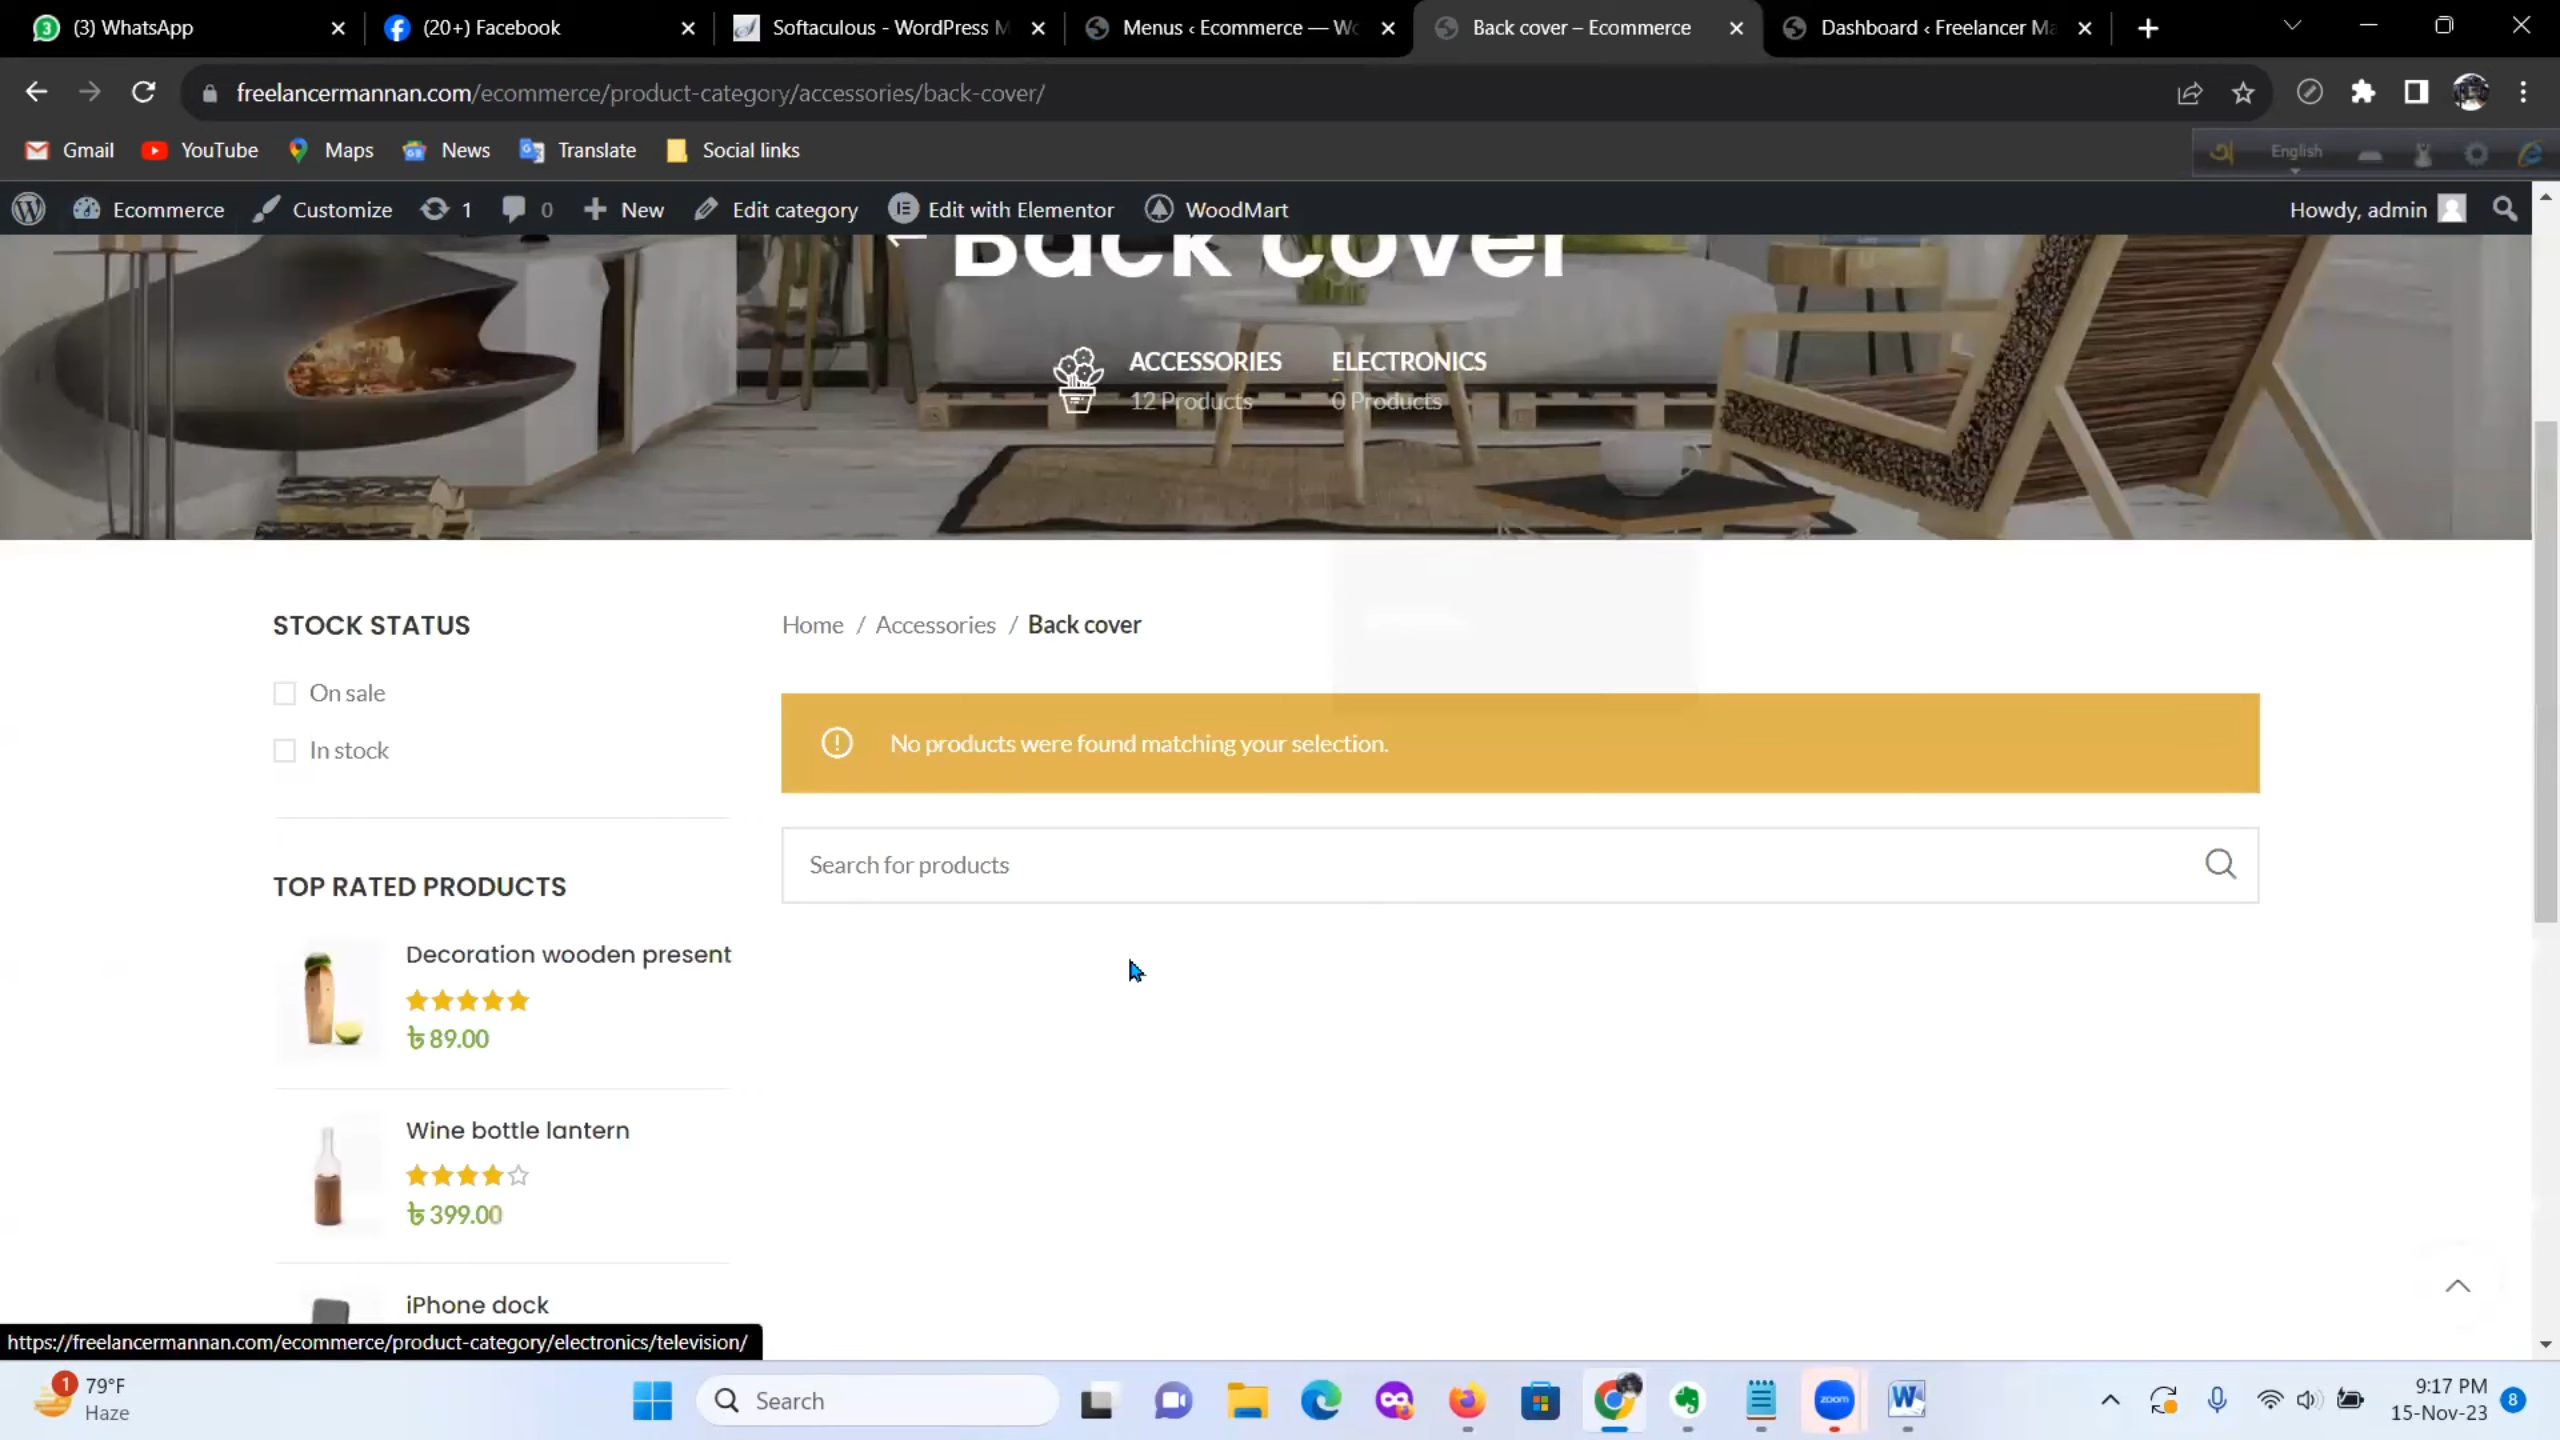 (3) WhatsApp
(20+) Facebook
Softaculous - WordPress M
Menus ‹ Ecommerce — Wo
Back cover – Ecommerce
Dashboard ‹ Freelancer Ma
freelancermannan.com/ecommerce/product-category/accessories/back-cover/
Gmail
YouTube
Maps
News
Translate
Social links
English
Ecommerce
Customize
1
0
New
Edit category
Edit with Elementor
WoodMart
Howdy, admin
Back cover
ACCESSORIES
12 Products
ELECTRONICS
0 Products
STOCK STATUS
On sale
In stock
Home / Accessories / Back cover
No products were found matching your selection.
Search for products
TOP RATED PRODUCTS
Decoration wooden present
৳ 89.00
Wine bottle lantern
৳ 399.00
iPhone dock
https://freelancermannan.com/ecommerce/product-category/electronics/television/
1
79°F
Haze
Search
zoom
9:17 PM
15-Nov-23
8